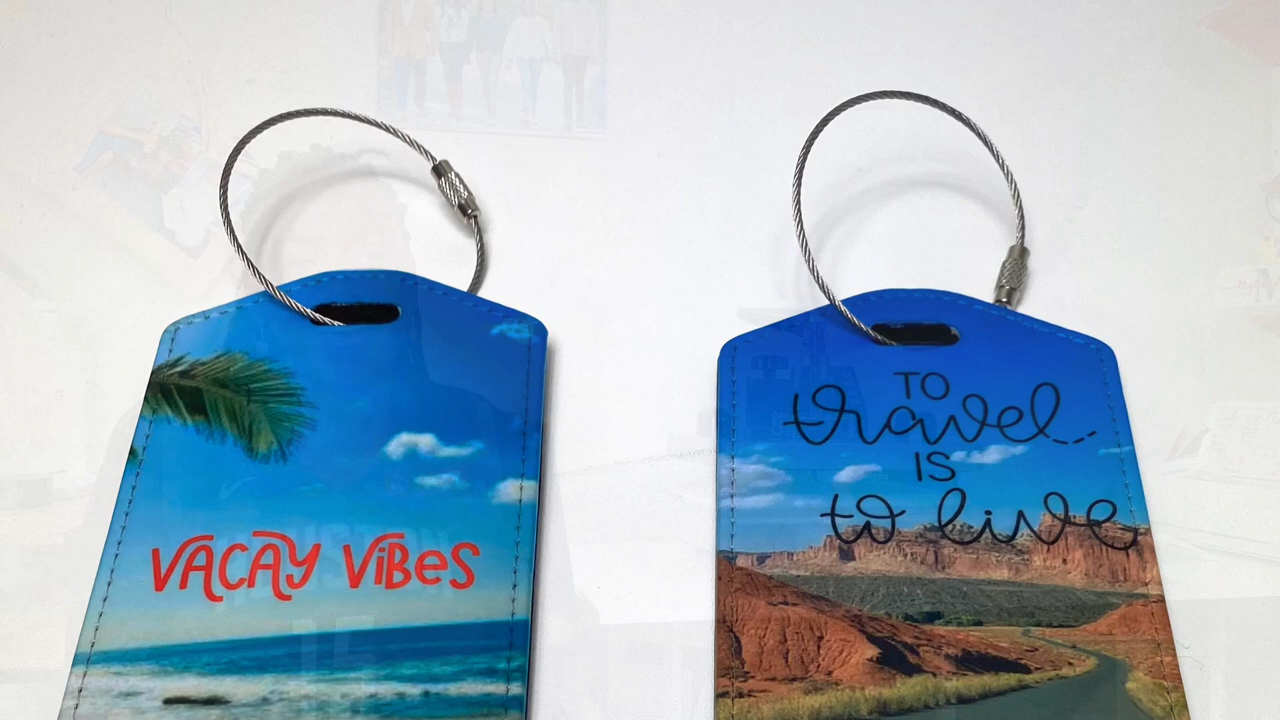 VACAY ViBes
TO
travel
IS
to live